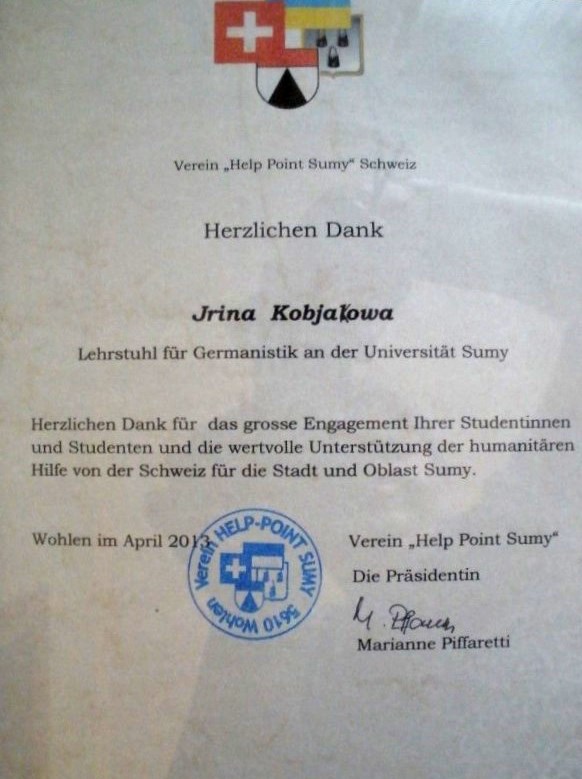 Verein „Help Point Sumy“ Schweiz
Herzlichen Dank
Jrina Kobjakowa
Lehrstuhl für Germanistik an der Universität Sumy
Herzlichen Dank für das grosse Engagement Ihrer Studentinnen
und Studenten und die wertvolle Unterstützung der humanitären
Hilfe von der Schweiz für die Stadt und Oblast Sumy.
Wohlen im April 2013
Verein HELP-POINT SUMY
5610 Wohlen
Verein „Help Point Sumy“
Die Präsidentin
Marianne Piffaretti